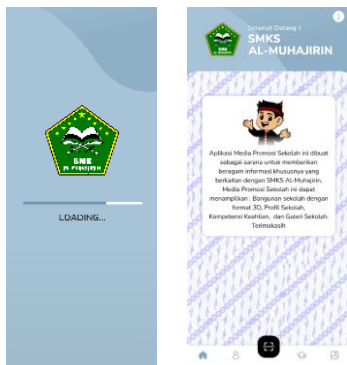 SMK
AL MUHAJIRIN
LOADING...
Selamat Datang !
SMKS
AL-MUHAJIRIN
Aplikasi Media Promosi Sekolah ini dibuat
sebagai sarana untuk memberikan
beragam informasi khususnya yang
berkaitan dengan SMKS Al-Muhajirin,
Media Promosi Sekolah ini dapat
menampilkan : Bangunan sekolah dengan
format 3D, Profil Sekolah,
Kompetensi Keahlian, dan Galeri Sekolah.
Terimakasih